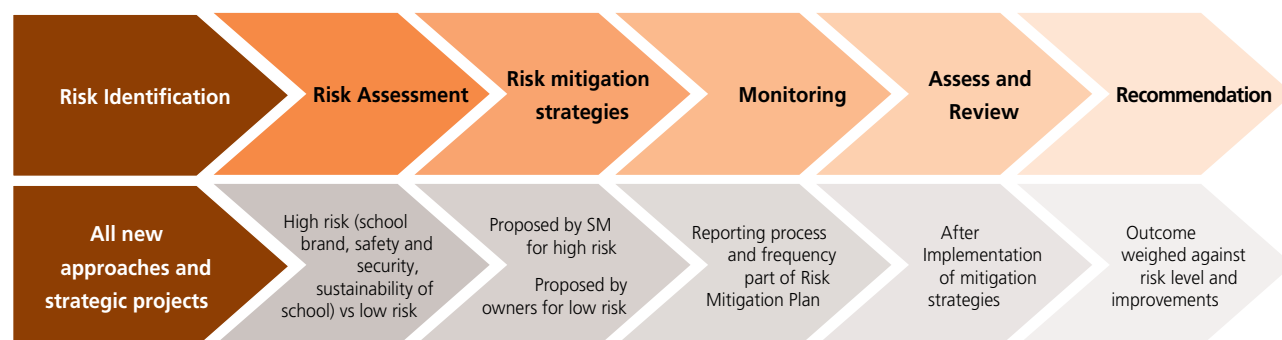 Risk Identification
Risk Assessment
Risk mitigation
strategies
Monitoring
Assess and
Review
Recommendation
All new
approaches and
strategic projects
High risk (school
brand, safety and
security,
sustainability of
school) vs low risk
Proposed by SM
for high risk
Proposed by
owners for low risk
Reporting process
and frequency
part of Risk
Mitigation Plan
After
Implementation
of mitigation
strategies
Outcome
weighed against
risk level and
improvements